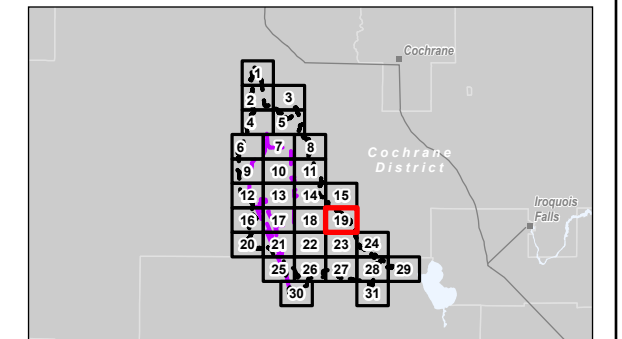 Cochrane
1
2 3
4 5
6 7 8
Cochrane
District
9 10 11
12 13 14 15
Iroquois
Falls
16 17 18 19
20 21 22 23 24
25 26 27 28 29
30 31